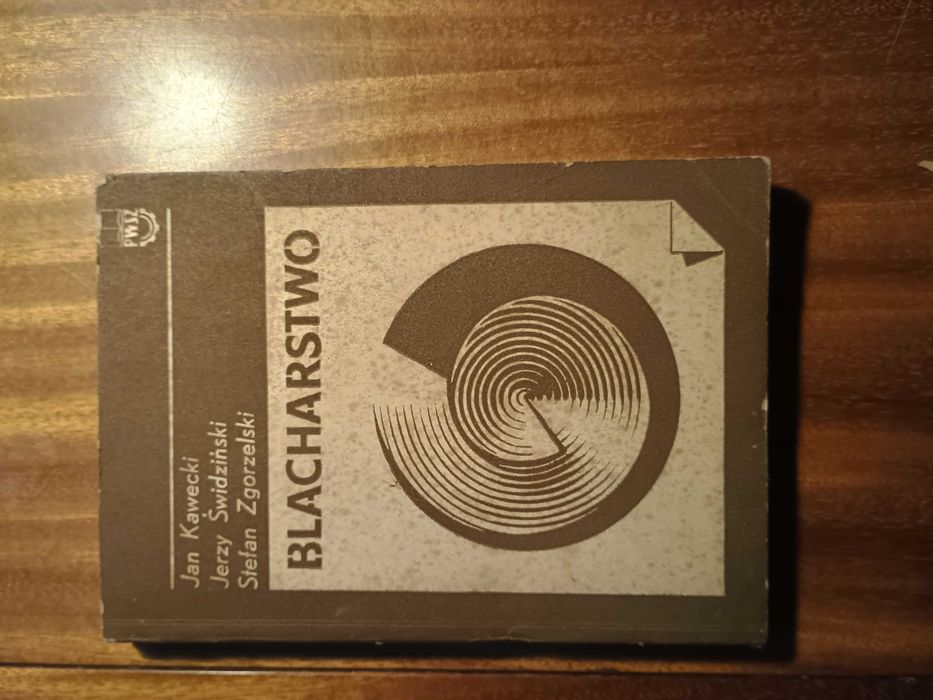 PWSZ
Jan Kawecki
Jerzy Świdziński
Stefan Zgorzelski
BLACHARSTWO